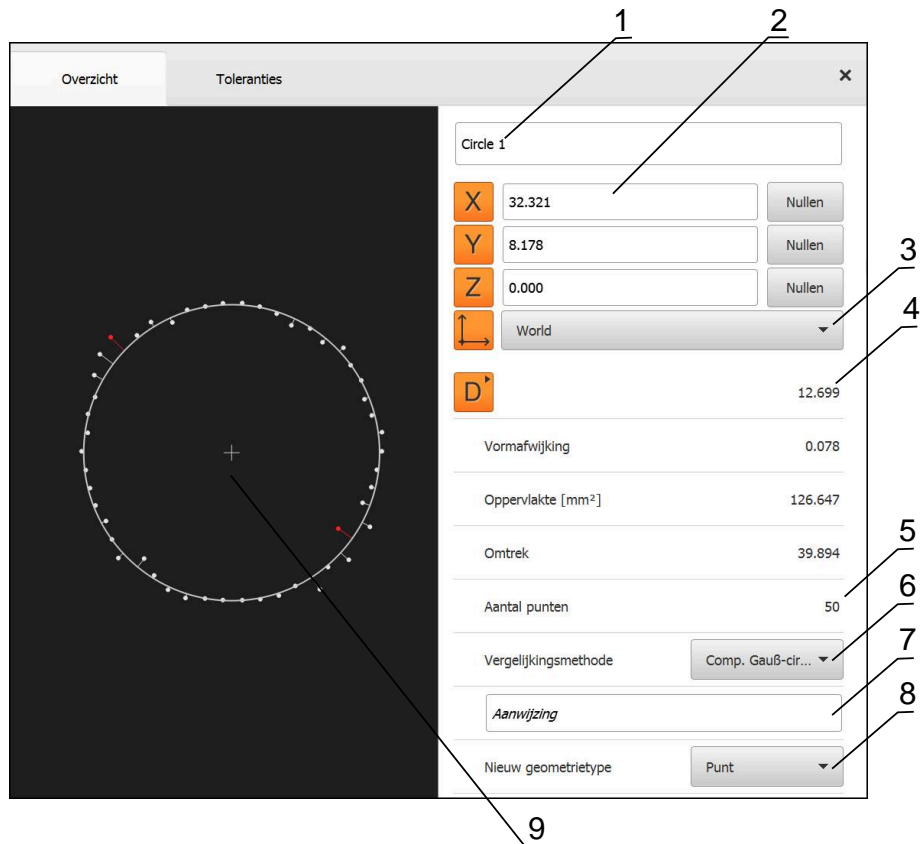 1
2
Overzicht
Toleranties
×
Circle 1
X 32.321 Nullen
Y 8.178 Nullen
3
Z 0.000 Nullen
4
World
D 12.699
Vormafwijking 0.078
Oppervlakte [mm²] 126.647
5
Omtrek 39.894
6
Aantal punten 50
7
Vergelijkingsmethode Comp. Gauß-cir...
8
Aanwijzing
Nieuw geometrietype Punt
9